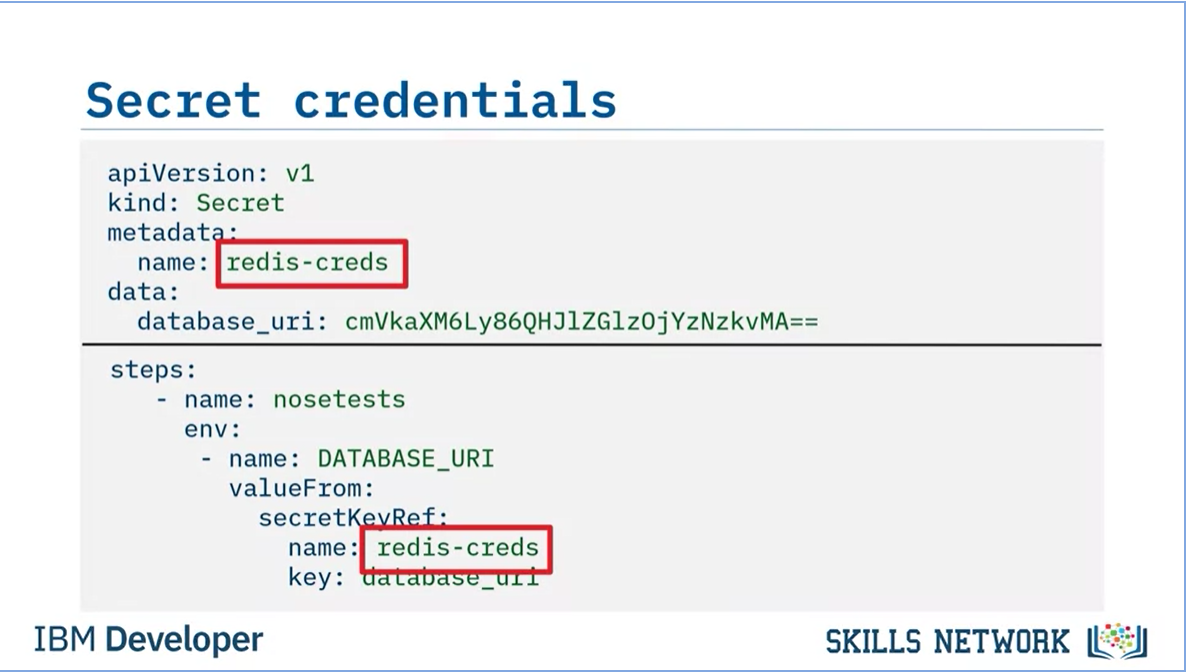 Secret credentials
apiVersion: v1
kind: Secret
metadata:
name: redis-creds
data:
database_uri: cmVkaXM6Ly86QHJlZGlzOjYzNzkvMA==
steps:
- name: nosetests
env:
- name: DATABASE_URI
valueFrom:
secretKeyRef:
name: redis-creds
key: database_uri
IBM Developer
SKILLS NETWORK